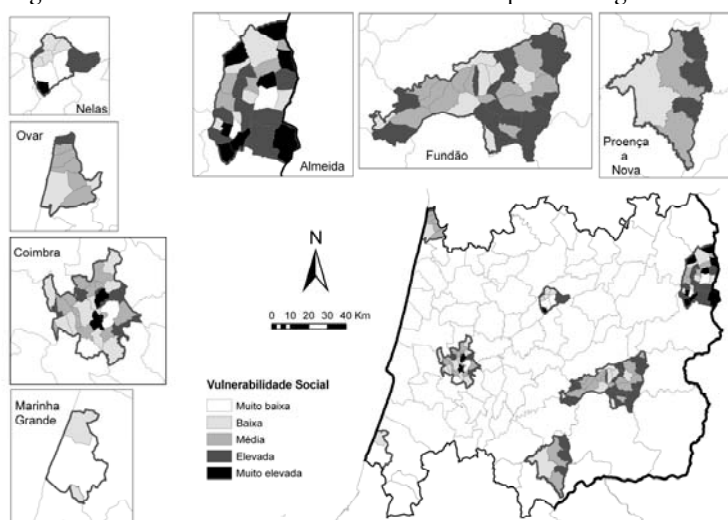 Nelas
Ovar
Almeida
Fundão
Proença
a
Nova
Coimbra
N
0 10 20 30 40 Km
Marinha
Grande
Vulnerabilidade Social
Muito baixa
Baixa
Média
Elevada
Muito elevada